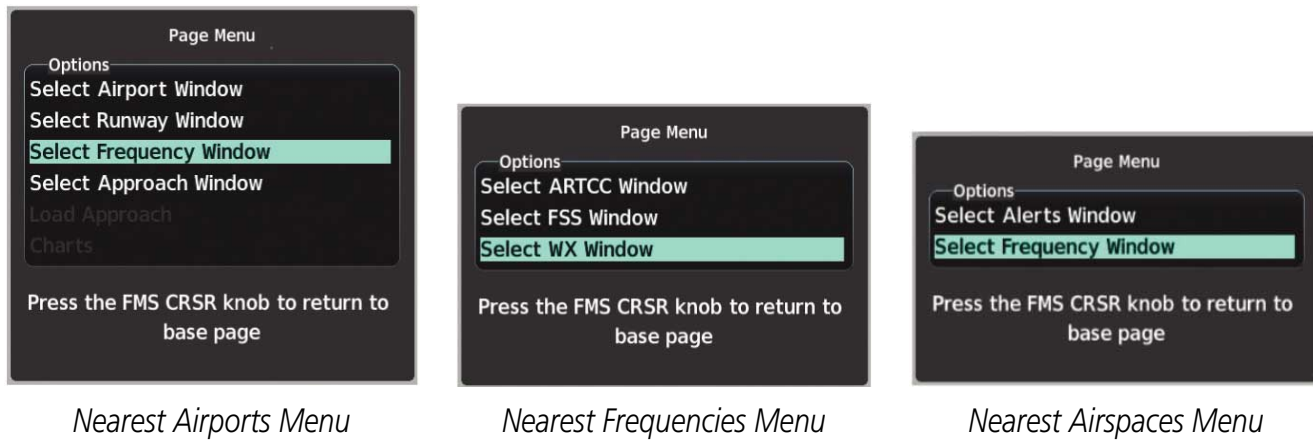 Page Menu
Options
Select Airport Window
Select Runway Window
Select Frequency Window
Select Approach Window
Load Approach
Charts
Press the FMS CRSR knob to return to
base page
Nearest Airports Menu
Page Menu
Options
Select ARTCC Window
Select FSS Window
Select WX Window
Press the FMS CRSR knob to return to
base page
Nearest Frequencies Menu
Page Menu
Options
Select Alerts Window
Select Frequency Window
Press the FMS CRSR knob to return to
base page
Nearest Airspaces Menu